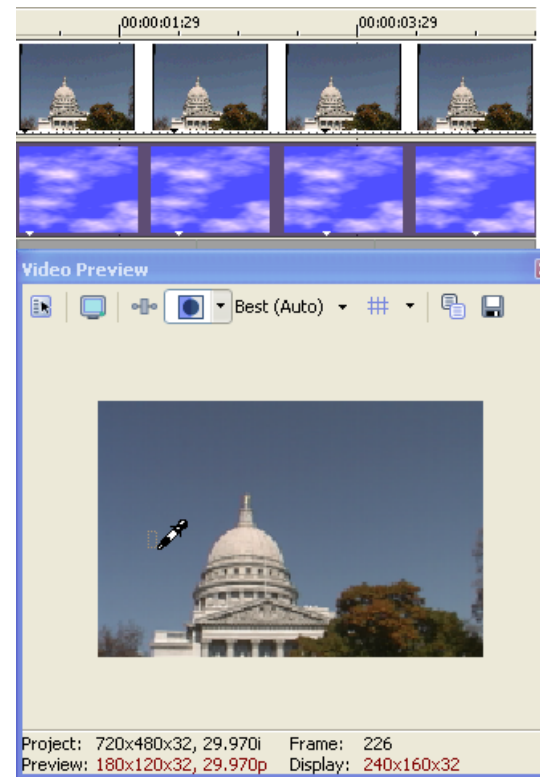 00:00:01:29 00:00:03:29
Video Preview
Best (Auto)
Project: 720x480x32, 29.970i Frame: 226
Preview: 180x120x32, 29.970p Display: 240x160x32